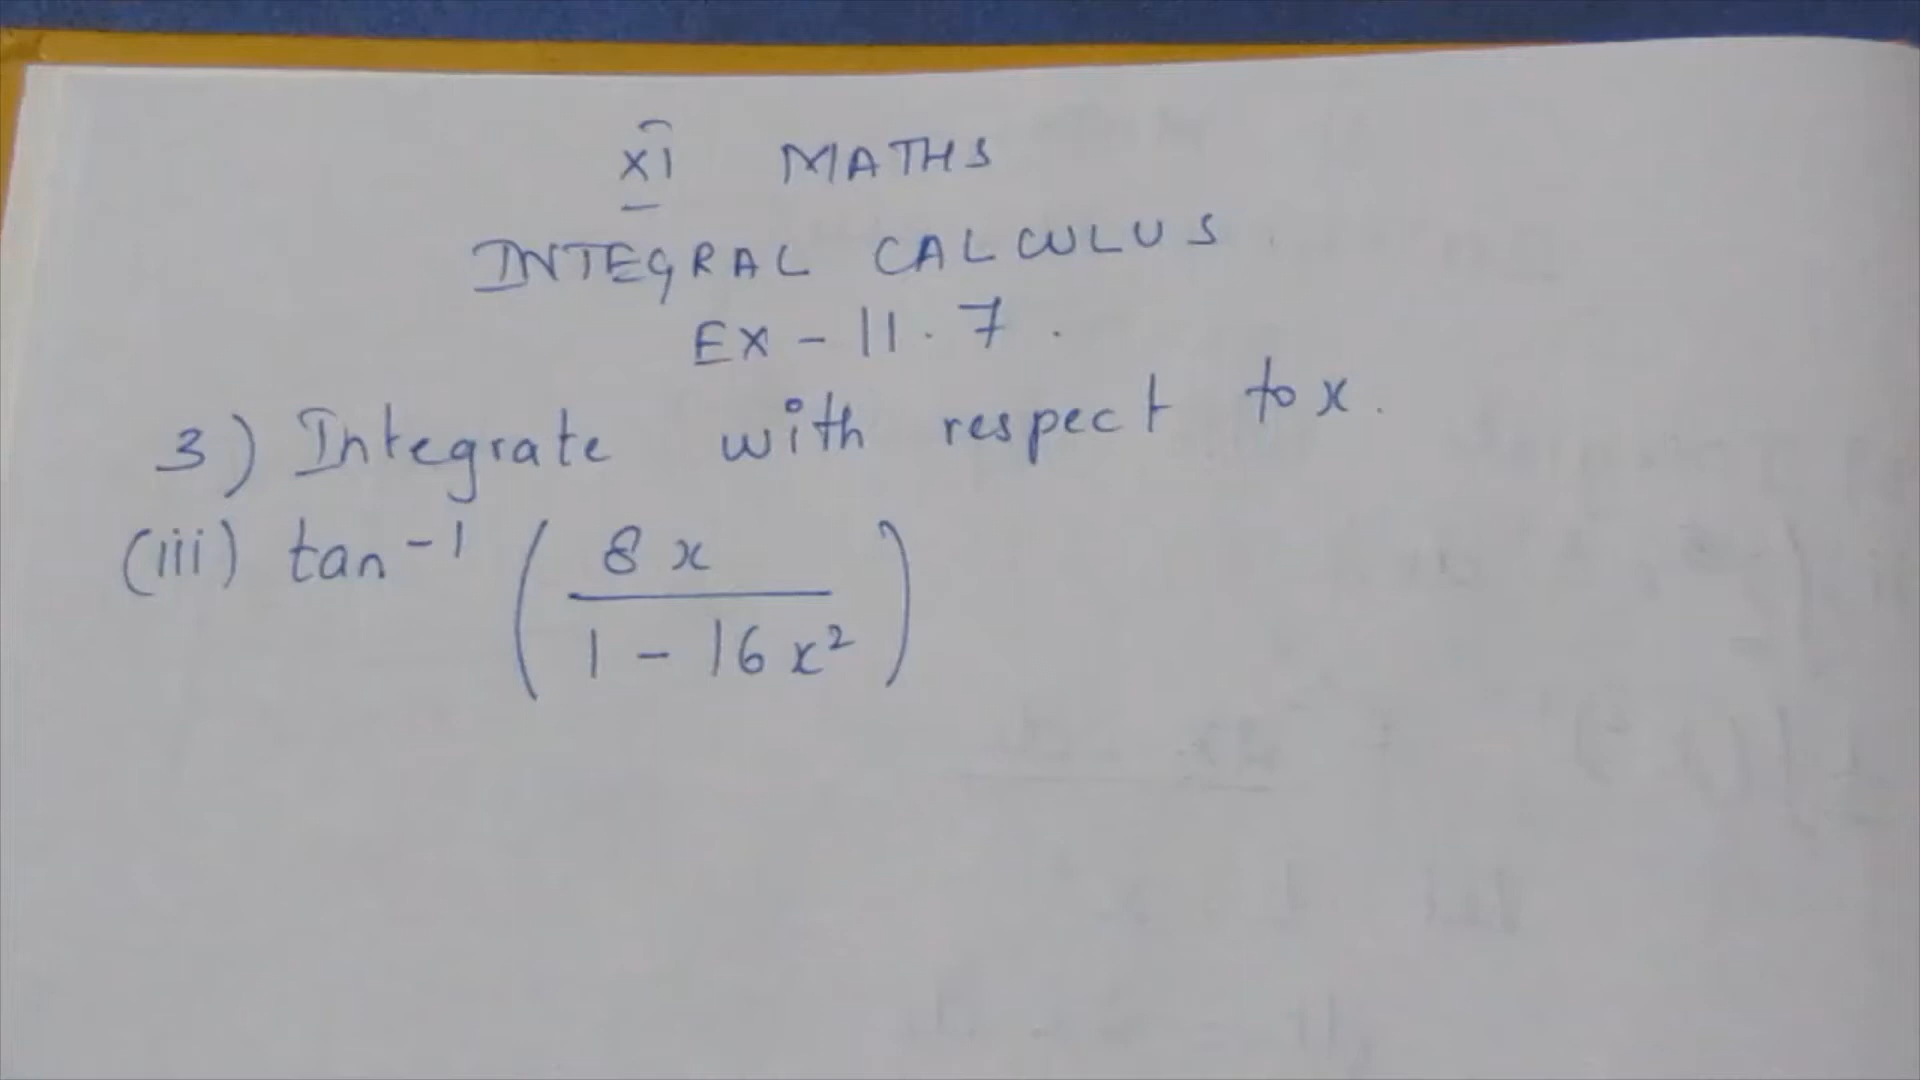 XI MATHS
INTEGRAL CALCULUS
EX - 11.7.
3) Integrate with respect to x.
(iii) tan⁻¹ (8x / 1 - 16x²)